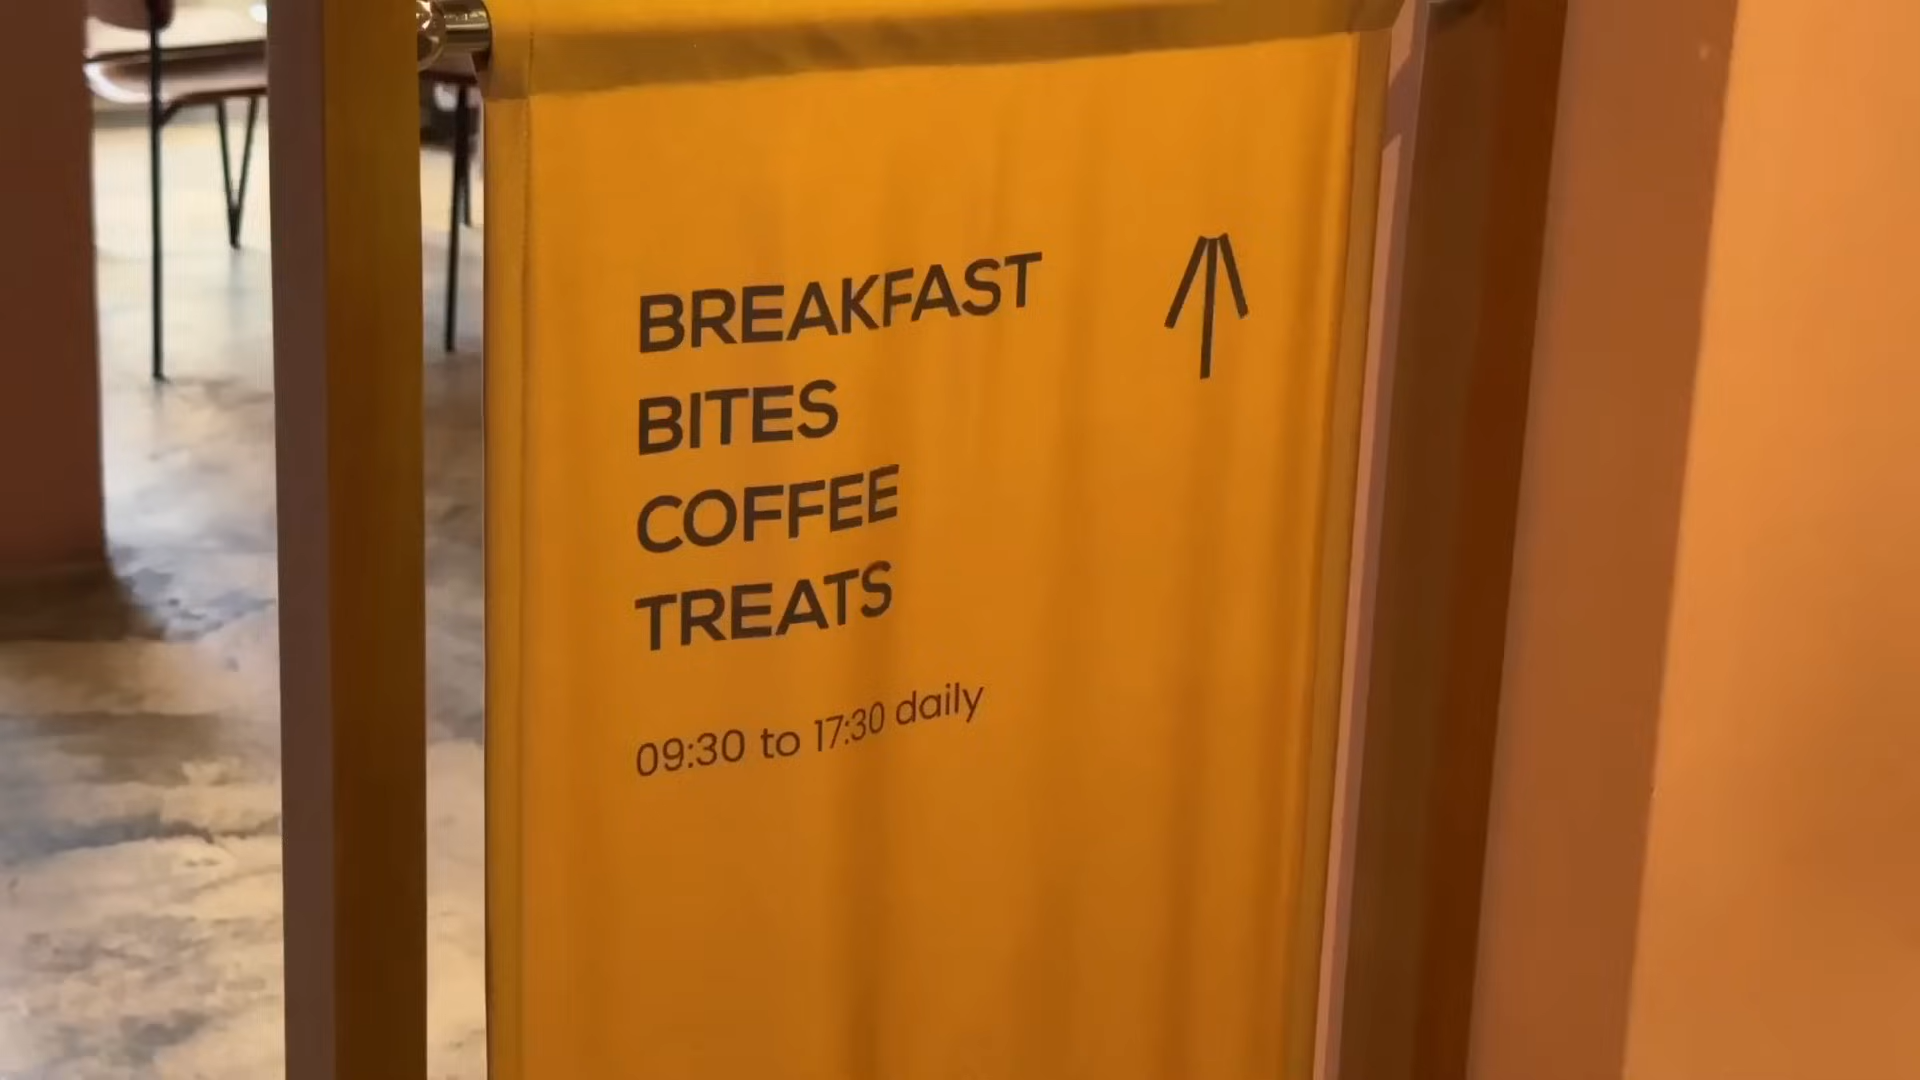 BREAKFAST
BITES
COFFEE
TREATS
09:30 to 17:30 daily